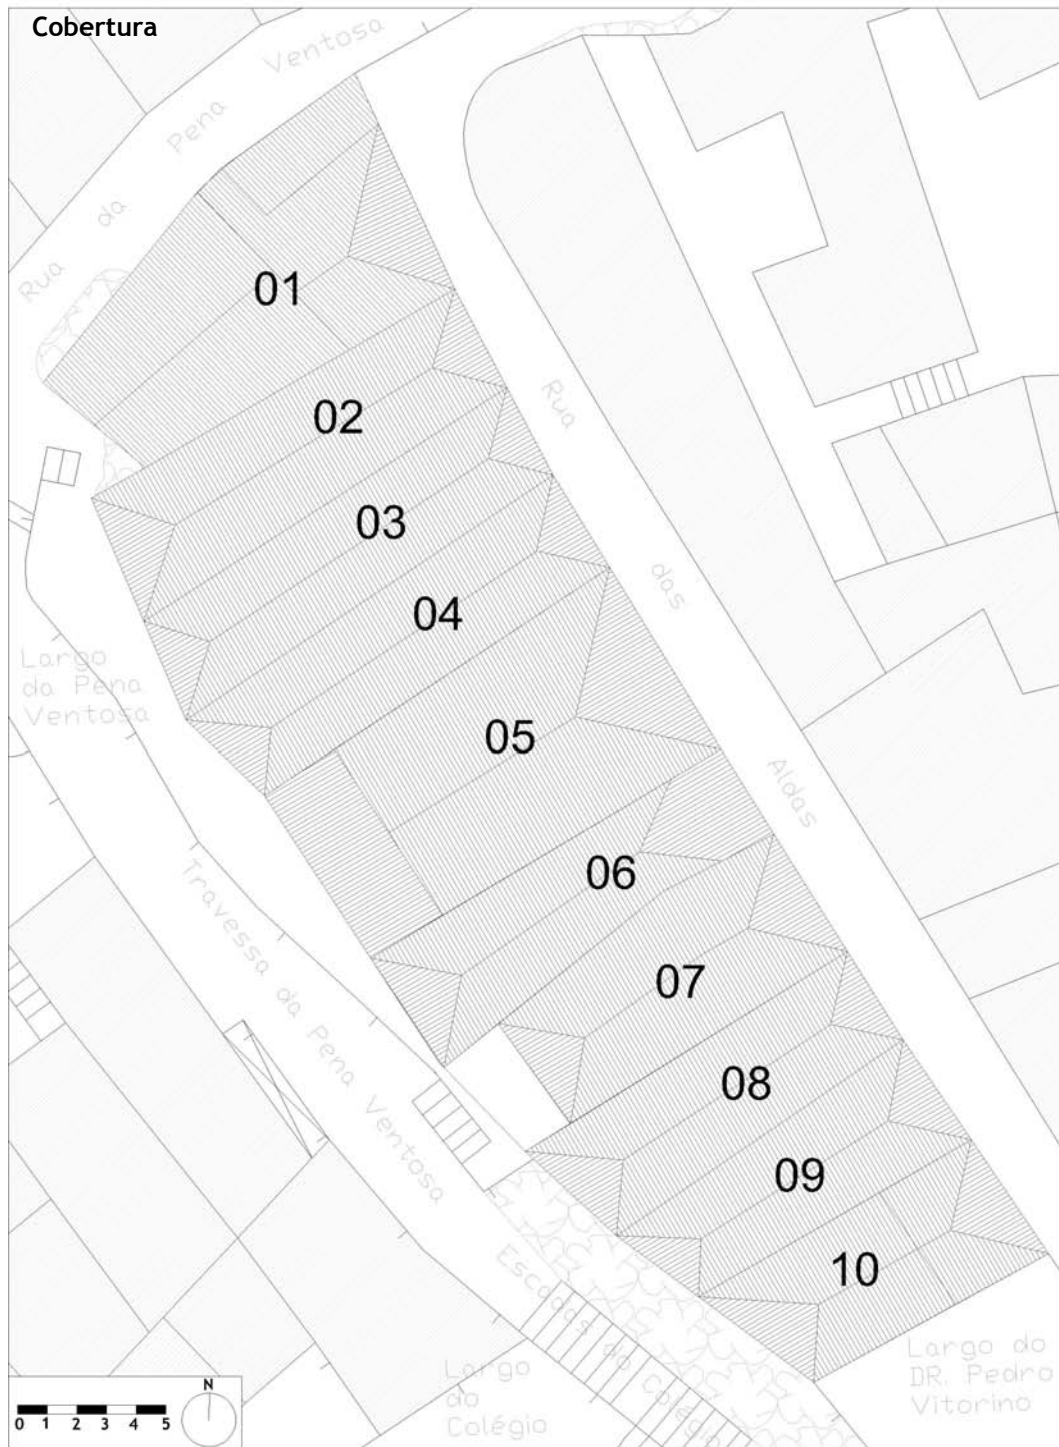 Cobertura
Rua da Pena Ventosa
01
02
Rua das Aldas
03
04
Largo
da Pena
Ventosa
05
06
Travessa da Pena Ventosa
07
08
09
10
Escadas do Colégio
Largo
do
Colégio
Largo do
DR. Pedro
Vitorino
N
0 1 2 3 4 5